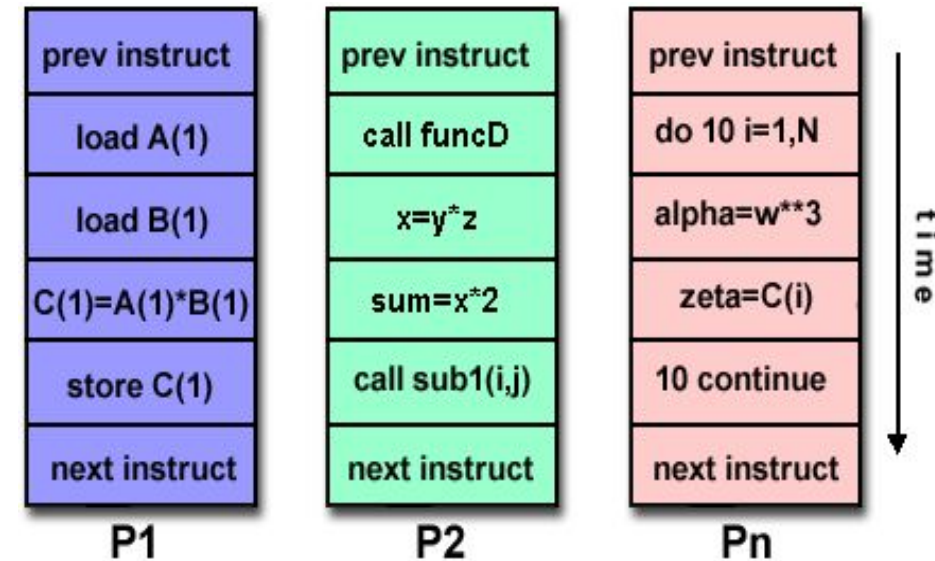 prev instruct
load A(1)
load B(1)
C(1)=A(1)*B(1)
store C(1)
next instruct
P1
prev instruct
call funcD
x=y*z
sum=x*2
call sub1(i,j)
next instruct
P2
prev instruct
do 10 i=1,N
alpha=w**3
zeta=C(i)
10 continue
next instruct
Pn
time